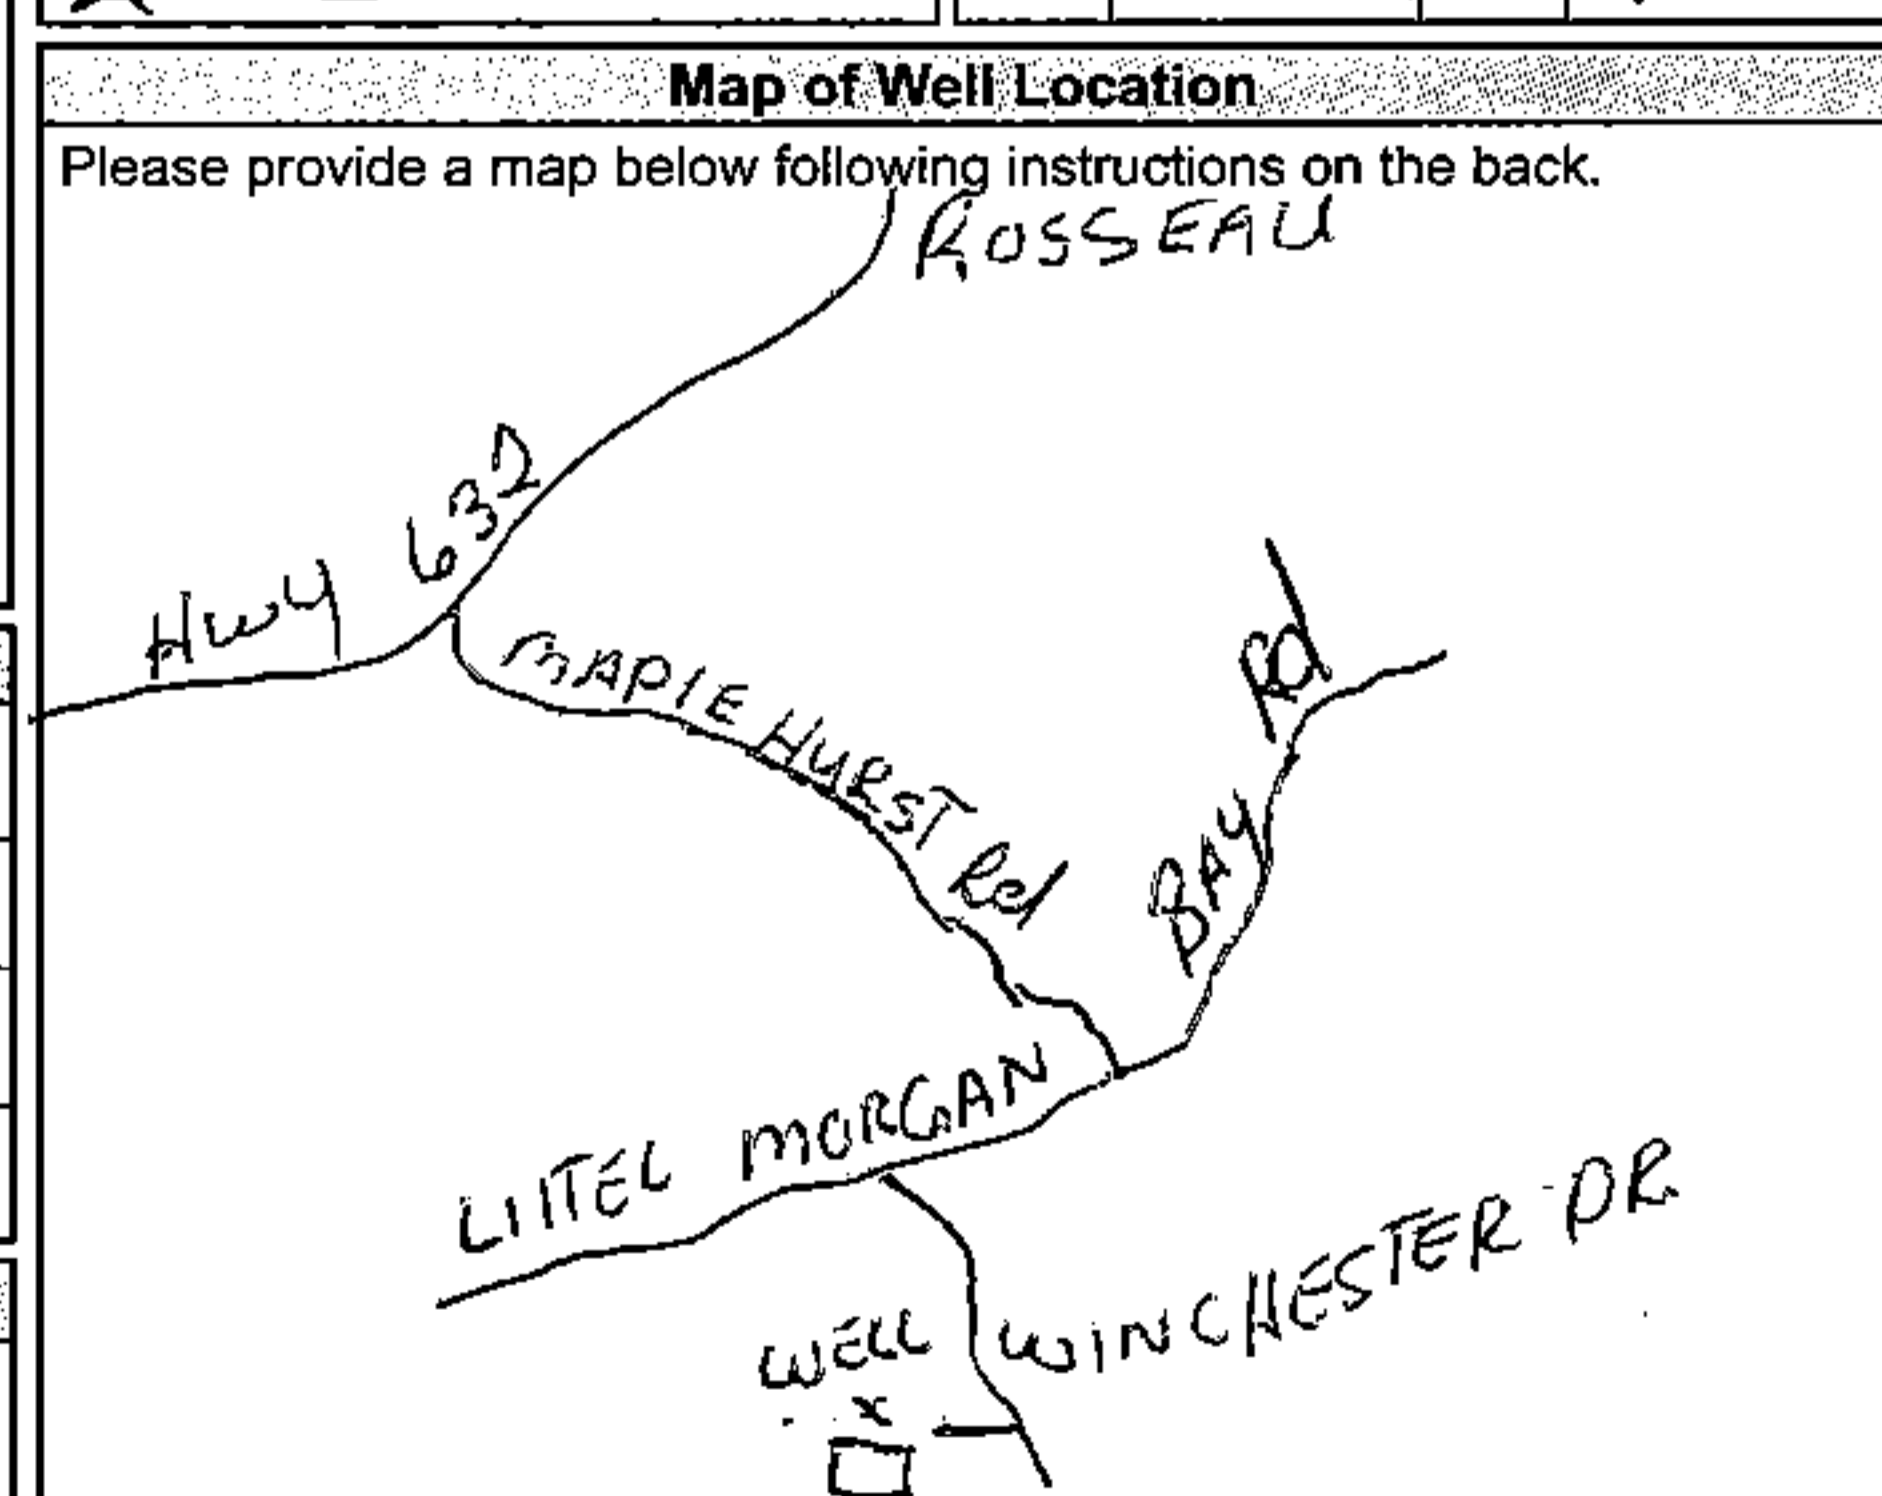 Map of Well Location
Please provide a map below following instructions on the back.
ROSSEAU
Hwy 632
MAPlE HURST Rd
BAY Rd
LITTEL MORGAN
WINCHESTER DR
WELL
x